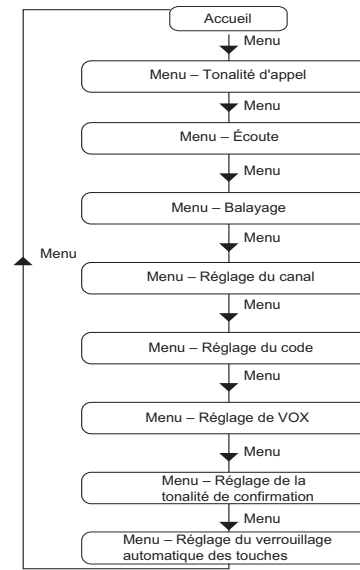 Accueil
Menu
Menu – Tonalité d'appel
Menu
Menu – Écoute
Menu
Menu – Balayage
Menu
Menu
Menu – Réglage du canal
Menu
Menu – Réglage du code
Menu
Menu – Réglage de VOX
Menu
Menu – Réglage de la
tonalité de confirmation
Menu
Menu – Réglage du verrouillage
automatique des touches